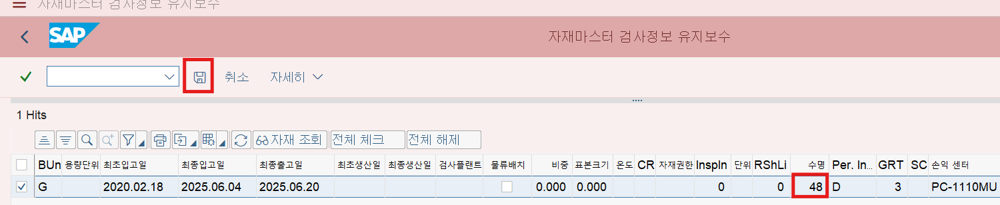 자재마스터 검사정보 유지보수
SAP 자재마스터 검사정보 유지보수
취소 자세히
1 Hits
자재 조회 전체 체크 전체 해제
BUn 용량단위 최초입고일 최종입고일 최종출고일 최초생산일 최종생산일 검사플랜트 물류배치 비중 표본크기 온도 CR 자재권한 InspIn 단위 RShLi 수명 Per. In... GRT SC 손익 센터
G 2020.02.18 2025.06.04 2025.06.20 0.000 0.000 0 0 48 D 3 PC-1110MU